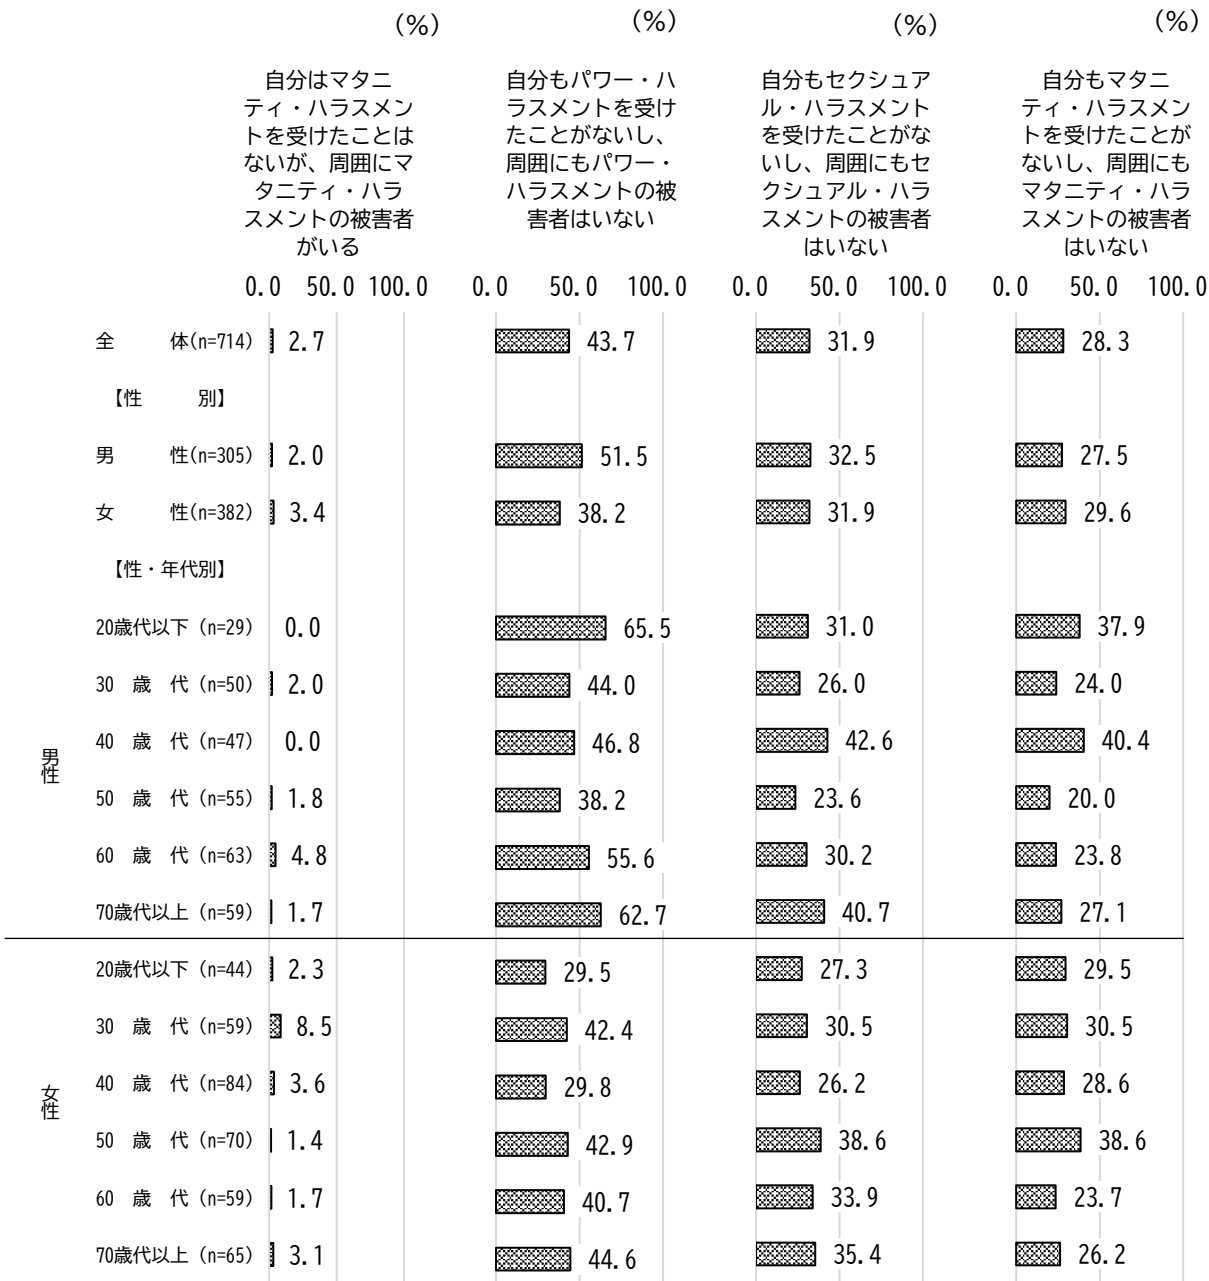 (%) (%) (%) (%)
自分はマタニ
ティ・ハラスメン
トを受けたことは
ないが、周囲にマ
タニティ・ハラ
スメントの被害者
がいる
自分もパワー・ハ
ラスメントを受け
たことがないし、
周囲にもパワー・
ハラスメントの被
害者はいない
自分もセクシュア
ル・ハラスメント
を受けたことがな
いし、周囲にもセ
クシュアル・ハラ
スメントの被害者
はいない
自分もマタニ
ティ・ハラスメン
トを受けたことが
ないし、周囲にも
マタニティ・ハラ
スメントの被害者
はいない
0.0 50.0 100.0 0.0 50.0 100.0 0.0 50.0 100.0 0.0 50.0 100.0
全 体(n=714) 2.7 43.7 31.9 28.3
【性 別】
男 性(n=305) 2.0 51.5 32.5 27.5
女 性(n=382) 3.4 38.2 31.9 29.6
【性・年代別】
男性
20歳代以下(n=29) 0.0 65.5 31.0 37.9
30 歳 代(n=50) 2.0 44.0 26.0 24.0
40 歳 代(n=47) 0.0 46.8 42.6 40.4
50 歳 代(n=55) 1.8 38.2 23.6 20.0
60 歳 代(n=63) 4.8 55.6 30.2 23.8
70歳代以上(n=59) 1.7 62.7 40.7 27.1
女性
20歳代以下(n=44) 2.3 29.5 27.3 29.5
30 歳 代(n=59) 8.5 42.4 30.5 30.5
40 歳 代(n=84) 3.6 29.8 26.2 28.6
50 歳 代(n=70) 1.4 42.9 38.6 38.6
60 歳 代(n=59) 1.7 40.7 33.9 23.7
70歳代以上(n=65) 3.1 44.6 35.4 26.2